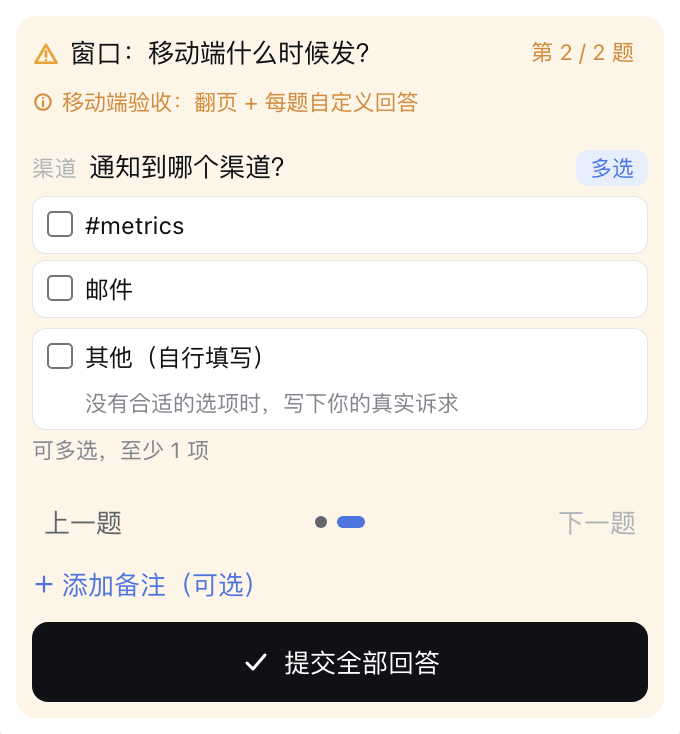 窗口：移动端什么时候发？ 第 2 / 2 题
移动端验收：翻页 + 每题自定义回答
渠道 通知到哪个渠道？ 多选
#metrics
邮件
其他（自行填写）
没有合适的选项时，写下你的真实诉求
可多选，至少 1 项
上一题 下一题
+ 添加备注（可选）
提交全部回答